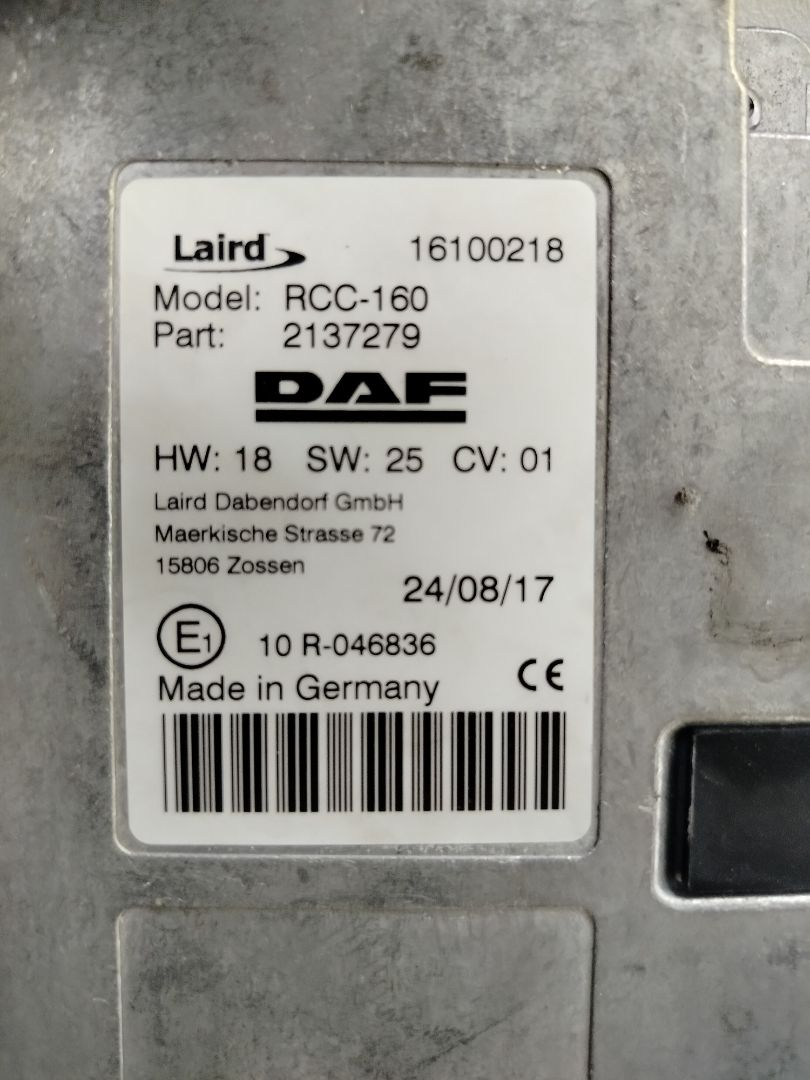 Laird 16100218
Model: RCC-160
Part: 2137279
DAF
HW: 18 SW: 25 CV: 01
Laird Dabendorf GmbH
Maerkische Strasse 72
15806 Zossen
24/08/17
E1 10 R-046836
CE
Made in Germany